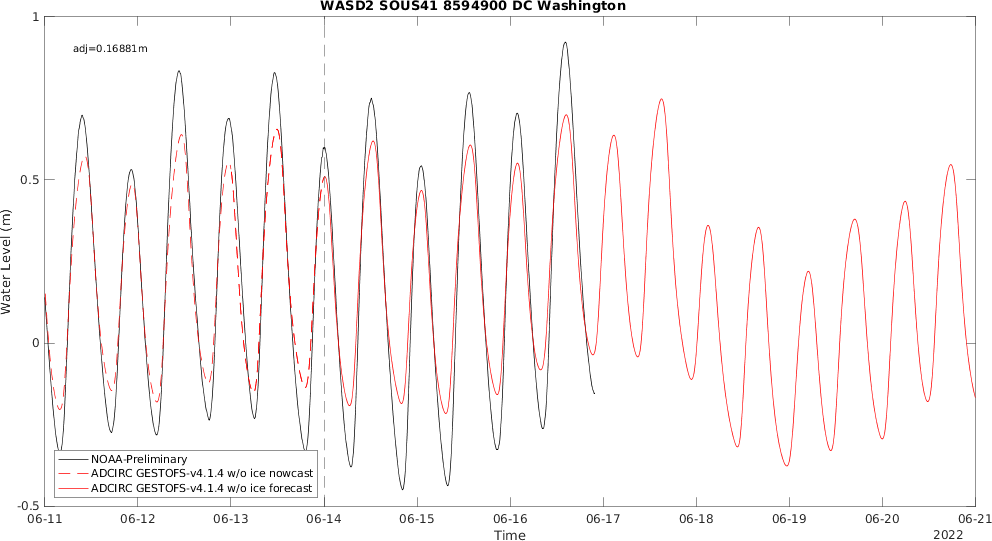 WASD2 SOUS41 8594900 DC Washington
1
adj=0.16881m
0.5
Water Level (m)
0
NOAA-Preliminary
ADCIRC GESTOFS-v4.1.4 w/o ice nowcast
ADCIRC GESTOFS-v4.1.4 w/o ice forecast
-0.5
06-11 06-12 06-13 06-14 06-15 06-16 06-17 06-18 06-19 06-20 06-21
Time
2022